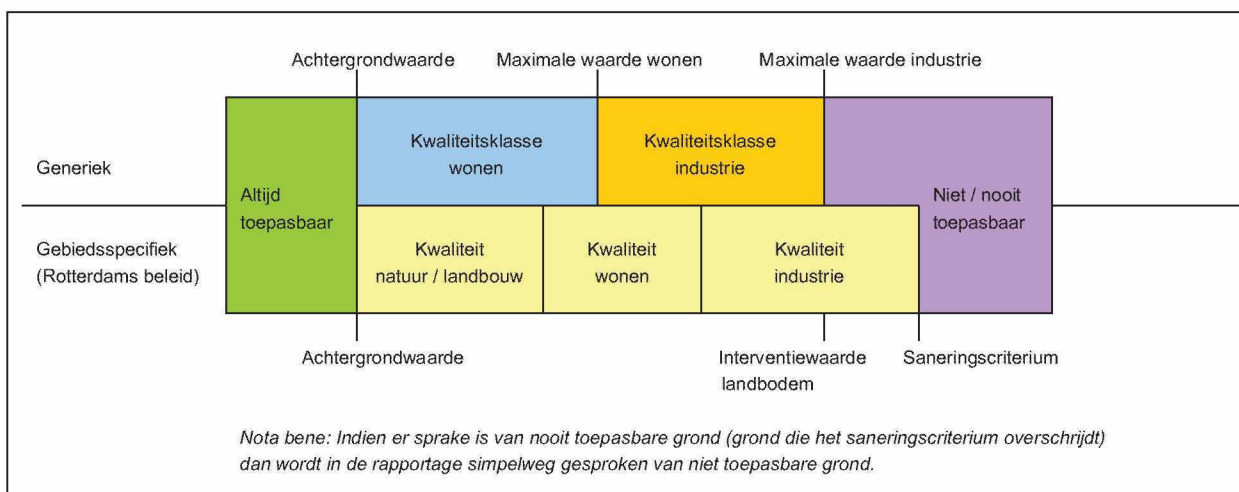 Achtergrondwaarde
Maximale waarde wonen
Maximale waarde industrie
Generiek
Altijd
toepasbaar
Kwaliteitsklasse
wonen
Kwaliteitsklasse
industrie
Niet / nooit
toepasbaar
Gebiedsspecifiek
(Rotterdams beleid)
Kwaliteit
natuur / landbouw
Kwaliteit
wonen
Kwaliteit
industrie
Achtergrondwaarde
Interventiewaarde
landbodem
Saneringscriterium
Nota bene: Indien er sprake is van nooit toepasbare grond (grond die het saneringscriterium overschrijdt)
dan wordt in de rapportage simpelweg gesproken van niet toepasbare grond.